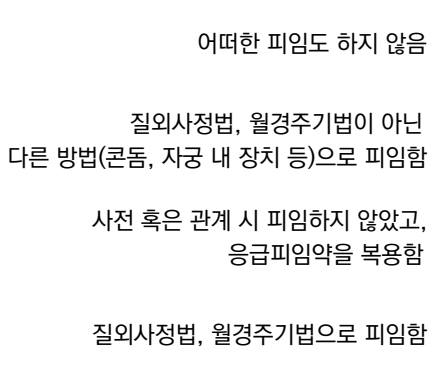 어떠한 피임도 하지 않음
질외사정법, 월경주기법이 아닌
다른 방법(콘돔, 자궁 내 장치 등)으로 피임함
사전 혹은 관계 시 피임하지 않았고,
응급피임약을 복용함
질외사정법, 월경주기법으로 피임함